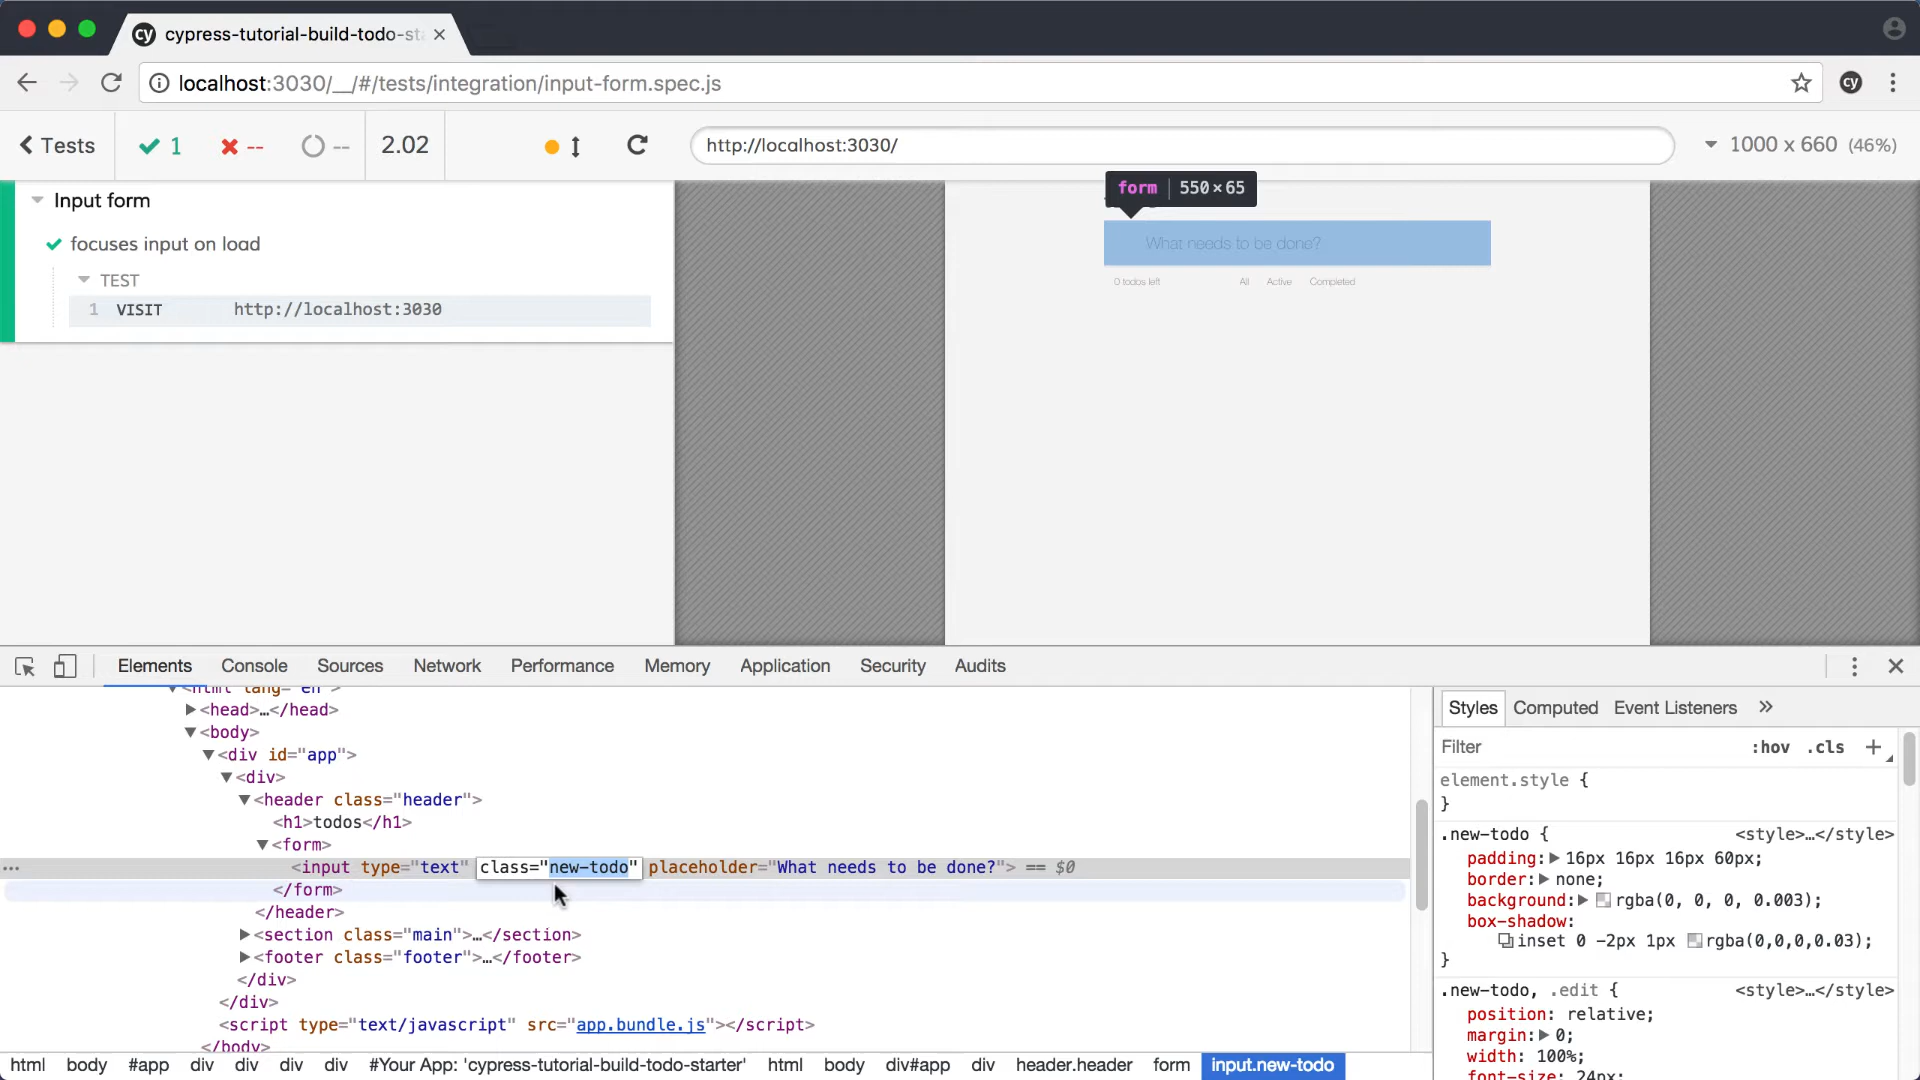 cypress-tutorial-build-todo-sta
localhost:3030/__/#/tests/integration/input-form.spec.js
Tests
1
--
--
2.02
http://localhost:3030/
1000 x 660 (46%)
Input form
focuses input on load
TEST
1 VISIT http://localhost:3030
form 550×65
What needs to be done?
0 todos left All Active Completed
Elements Console Sources Network Performance Memory Application Security Audits
<html lang="en">
<head>…</head>
<body>
<div id="app">
<div>
<header class="header">
<h1>todos</h1>
<form>
<input type="text" class="new-todo" placeholder="What needs to be done?"> == $0
</form>
</header>
<section class="main">…</section>
<footer class="footer">…</footer>
</div>
</div>
<script type="text/javascript" src="app.bundle.js"></script>
</body>
html body #app div div div div #Your App: 'cypress-tutorial-build-todo-starter' html body div#app div header.header form input.new-todo
Styles Computed Event Listeners »
Filter :hov .cls +
element.style {
}
.new-todo { <style>…</style>
padding: 16px 16px 16px 60px;
border: none;
background: rgba(0, 0, 0, 0.003);
box-shadow:
inset 0 -2px 1px rgba(0,0,0,0.03);
}
.new-todo, .edit { <style>…</style>
position: relative;
margin: 0;
width: 100%;
font-size: 24px;